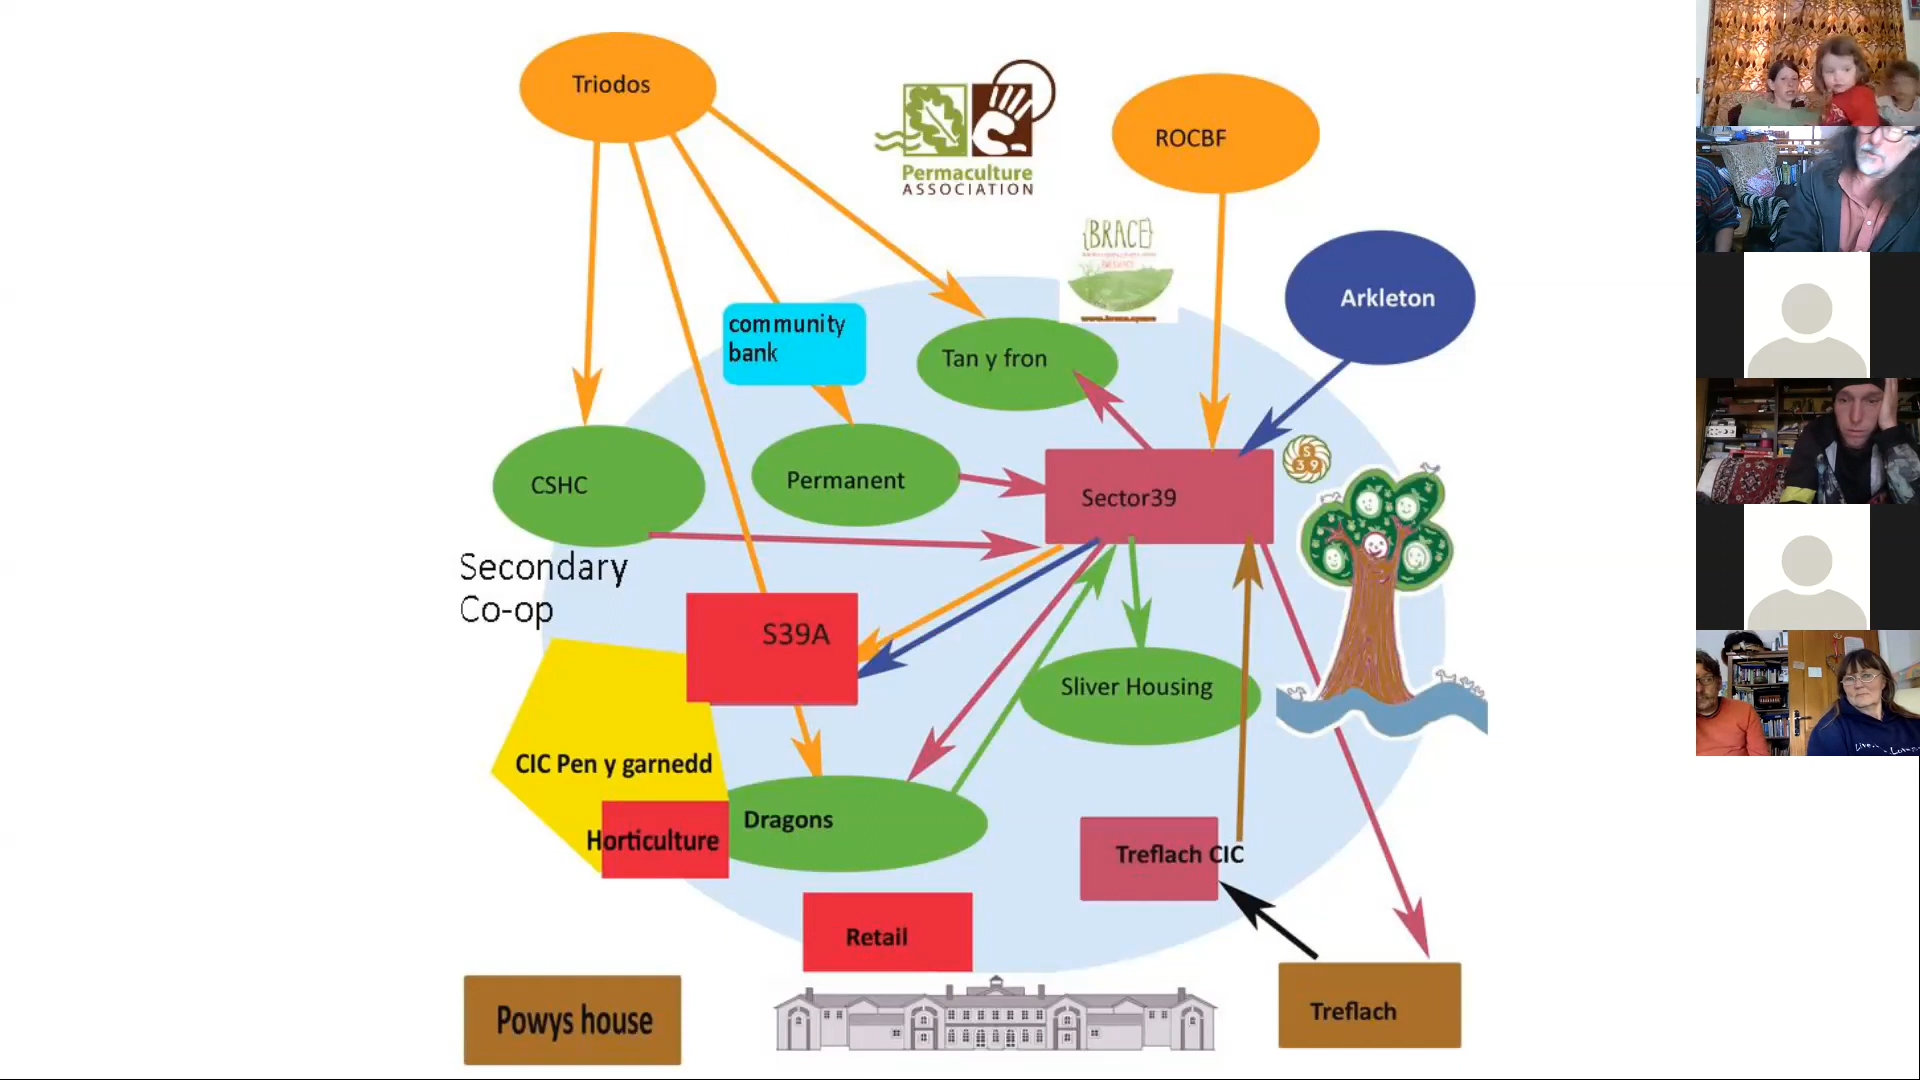 Triodos
Permaculture
ASSOCIATION
ROCBF
{BRACE}
Arkleton
community
bank
Tan y fron
CSHC
Permanent
Sector39
S
39
Secondary
Co-op
S39A
Sliver Housing
CIC Pen y garnedd
Horticulture
Dragons
Treflach CIC
Retail
Powys house
Treflach